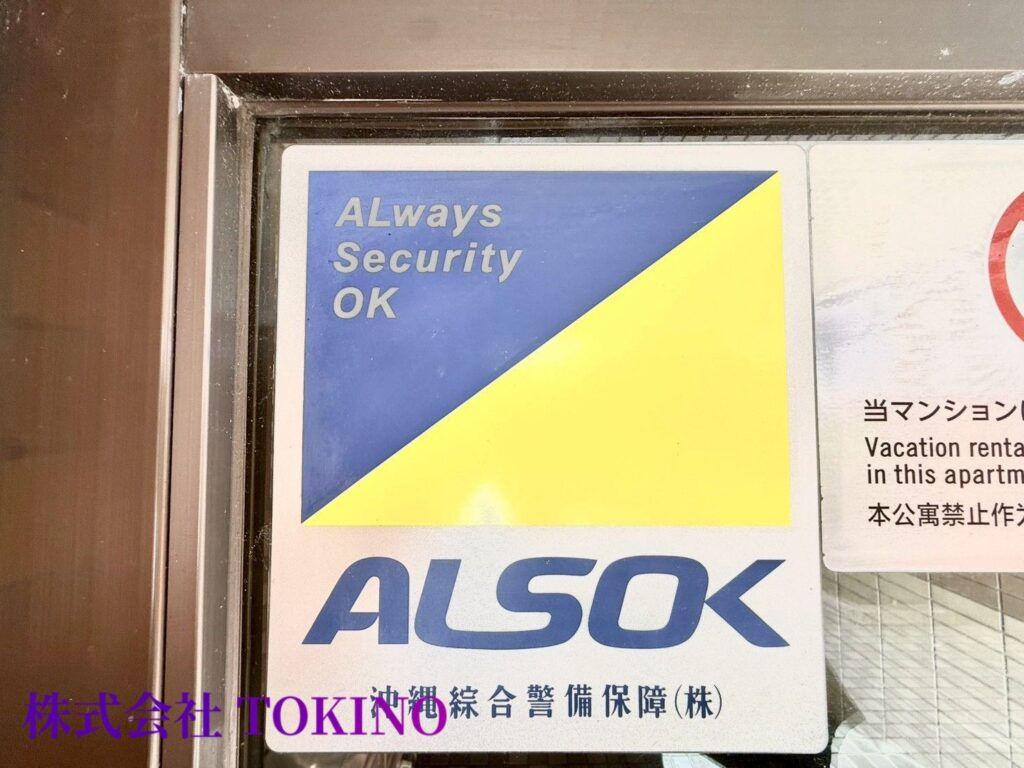 ALways
Security
OK
ALSOK
沖縄綜合警備保障(株)
当マンション
Vacation renta
in this apartm
本公寓禁止作
株式会社 TOKINO